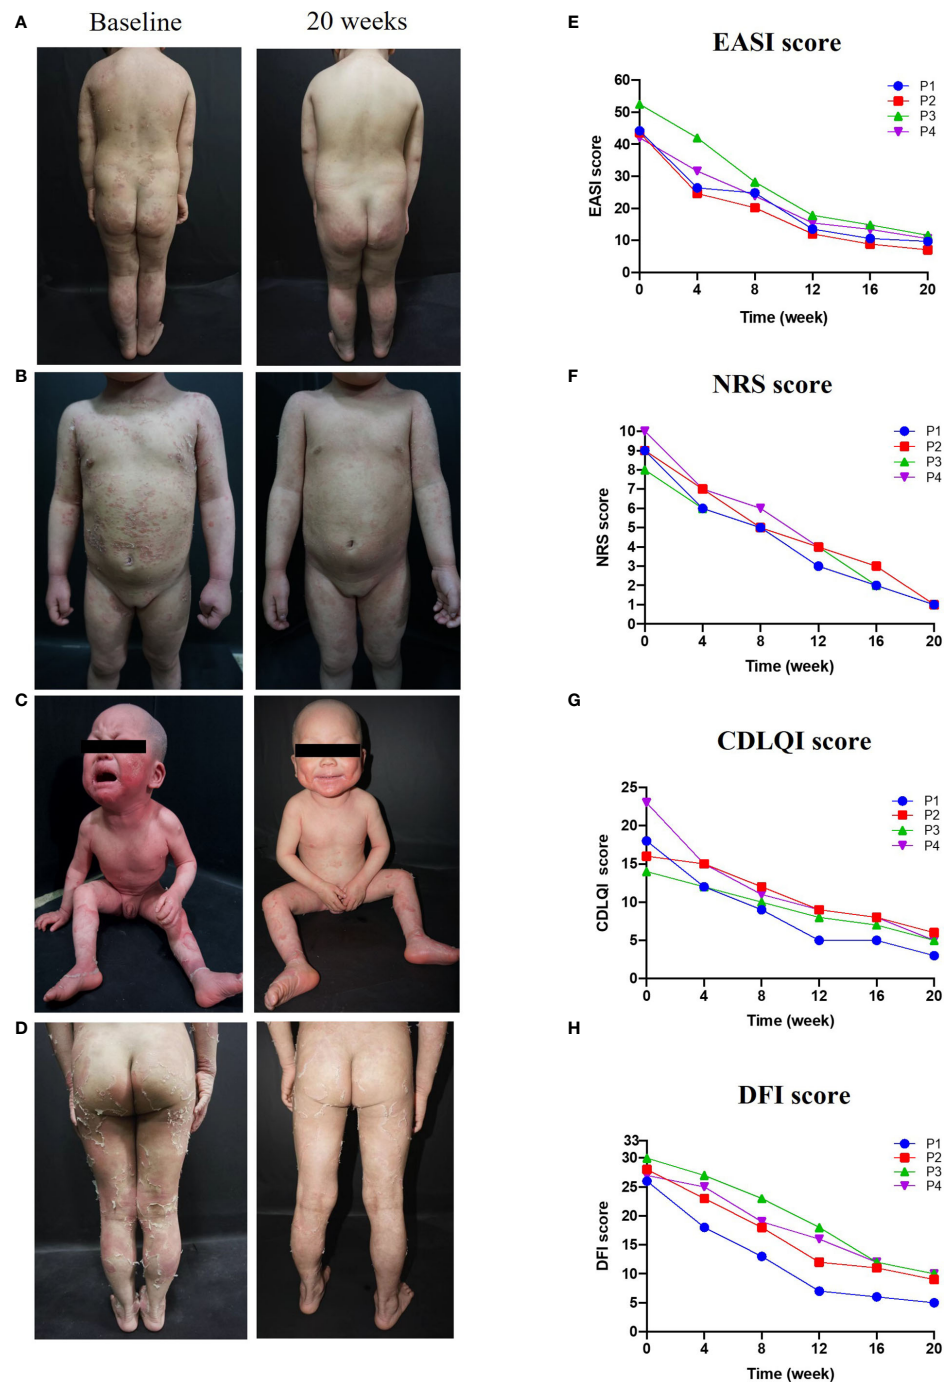 A
Baseline
20 weeks
B
C
D
E
EASI score
60
50
40
30
20
10
0
EASI score
0 4 8 12 16 20
Time (week)
P1
P2
P3
P4
F
NRS score
10
9
8
7
6
5
4
3
2
1
0
NRS score
0 4 8 12 16 20
Time (week)
P1
P2
P3
P4
G
CDLQI score
25
20
15
10
5
0
CDLQI score
0 4 8 12 16 20
Time (week)
P1
P2
P3
P4
H
DFI score
33
30
25
20
15
10
5
0
DFI score
0 4 8 12 16 20
Time (week)
P1
P2
P3
P4